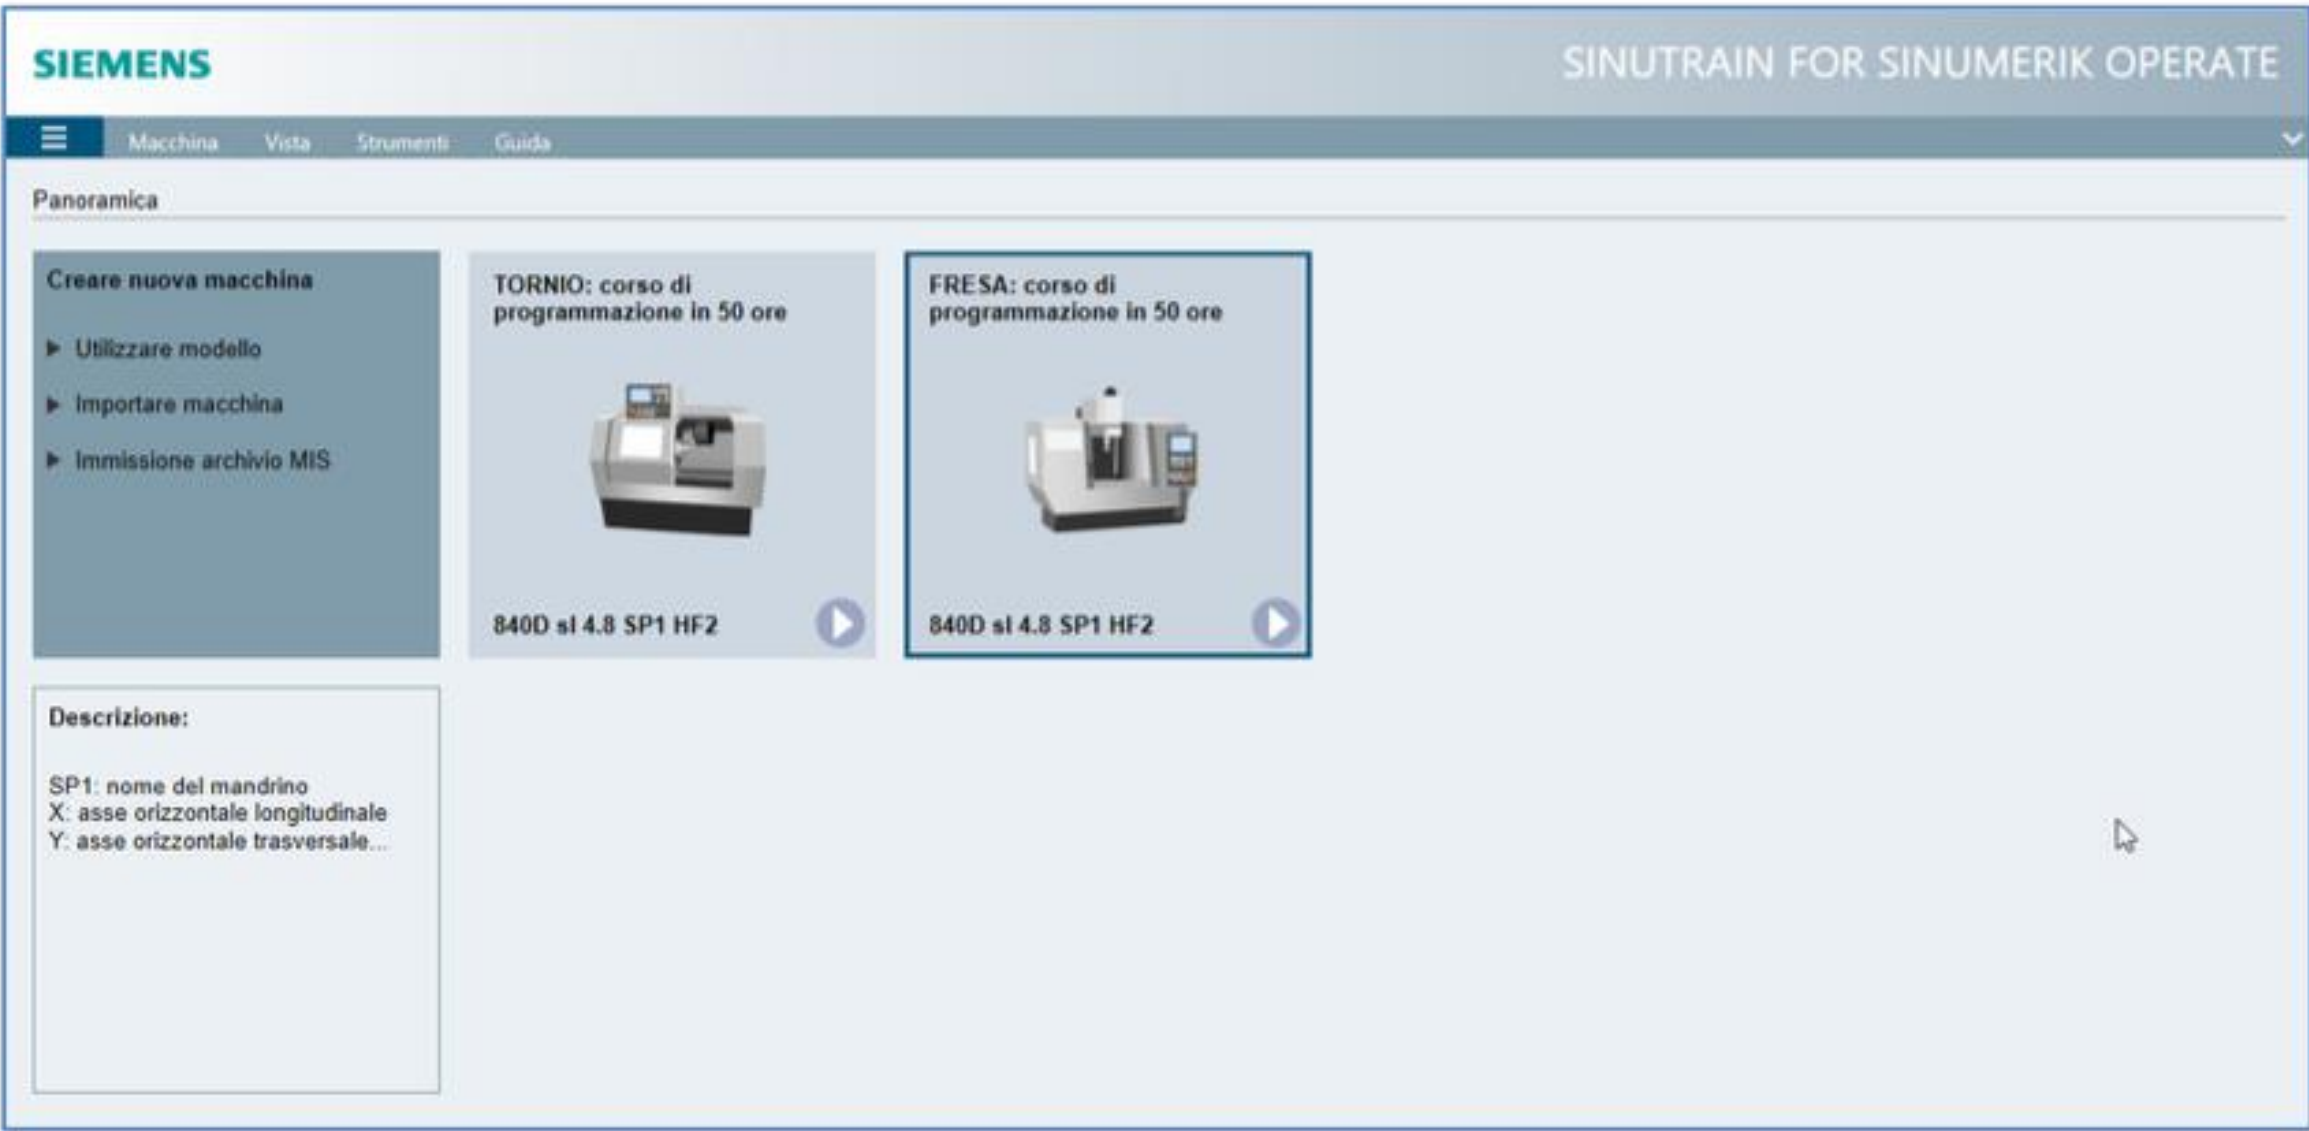 SIEMENS
SINUTRAIN FOR SINUMERIK OPERATE
Macchina Vista Strumenti Guida
Panoramica
Creare nuova macchina
Utilizzare modello
Importare macchina
Immissione archivio MIS
TORNIO: corso di
programmazione in 50 ore
840D sl 4.8 SP1 HF2
FRESA: corso di
programmazione in 50 ore
840D sl 4.8 SP1 HF2
Descrizione:
SP1: nome del mandrino
X: asse orizzontale longitudinale
Y: asse orizzontale trasversale...